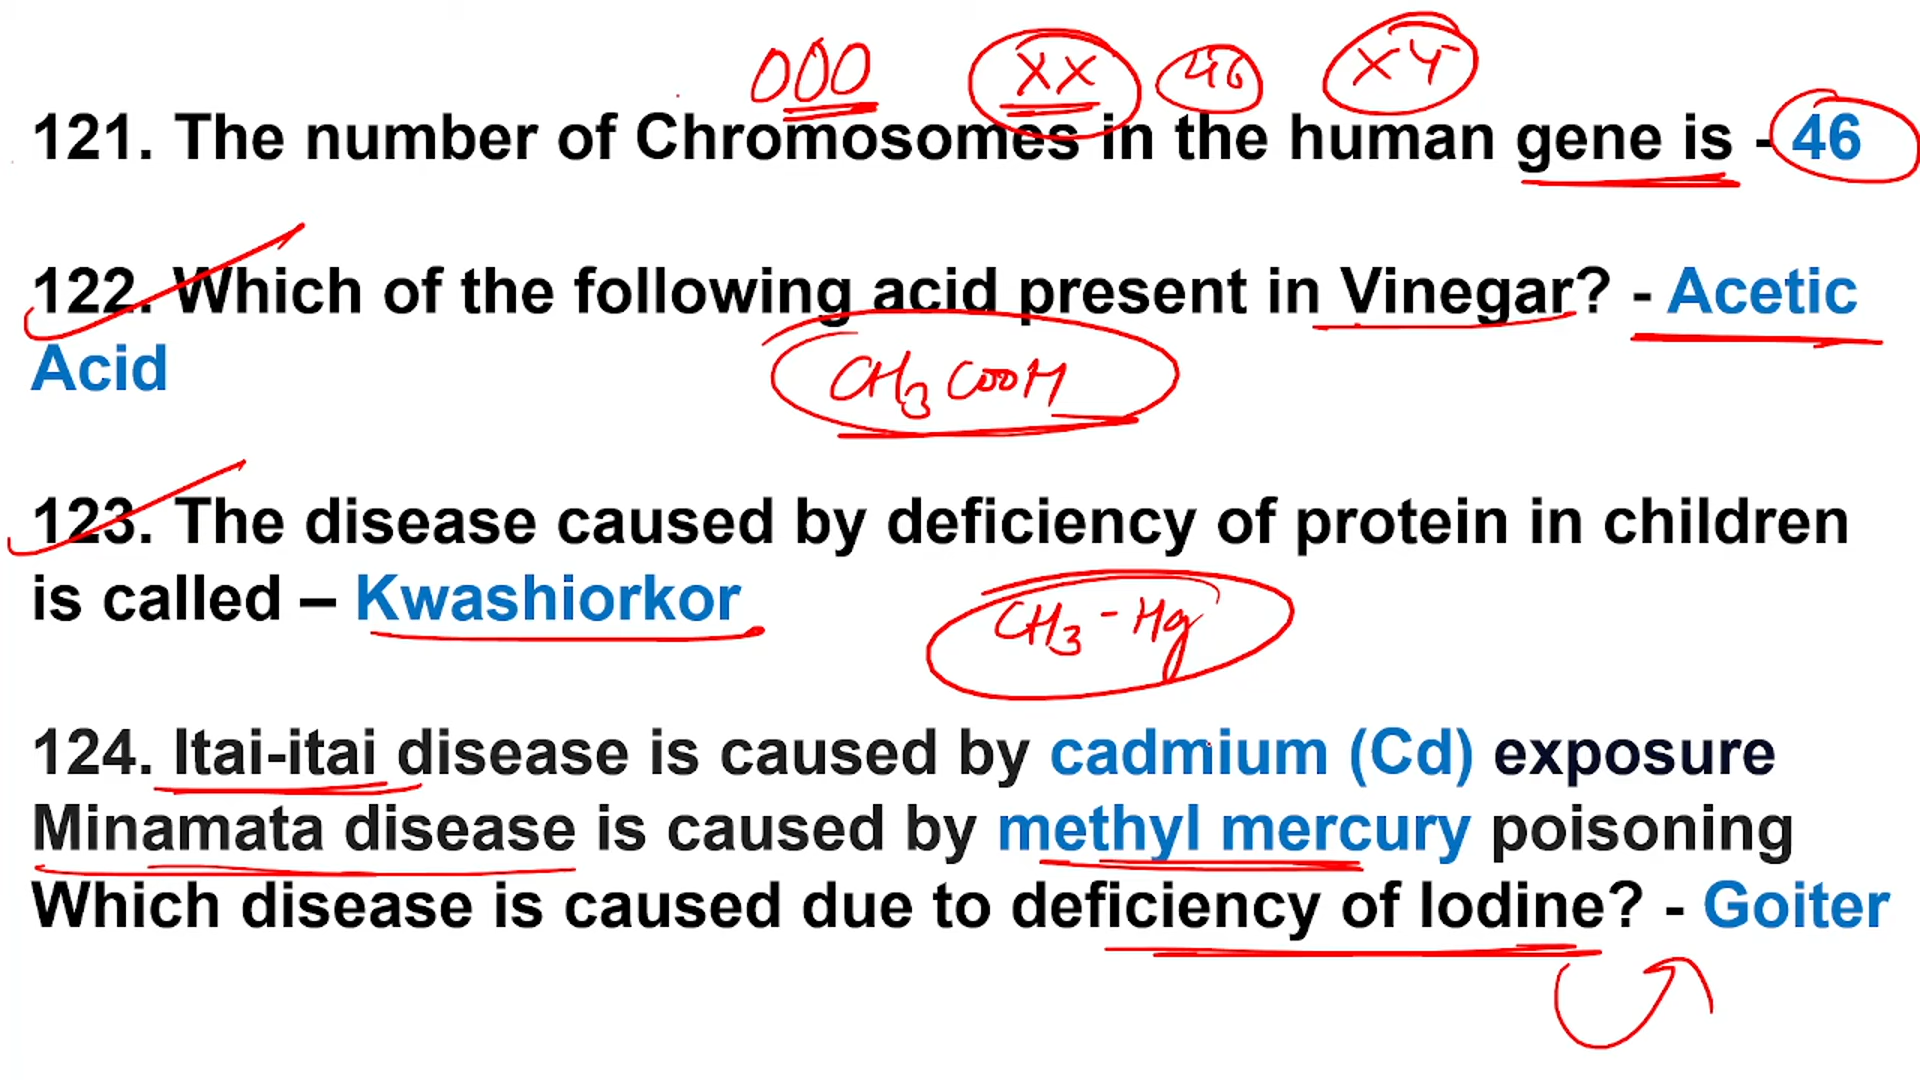 000 XX 46 XY
121. The number of Chromosomes in the human gene is - 46
122. Which of the following acid present in Vinegar? - Acetic
Acid
CH3 COOH
123. The disease caused by deficiency of protein in children
is called – Kwashiorkor
CH3 - Hg
124. Itai-itai disease is caused by cadmium (Cd) exposure
Minamata disease is caused by methyl mercury poisoning
Which disease is caused due to deficiency of Iodine? - Goiter